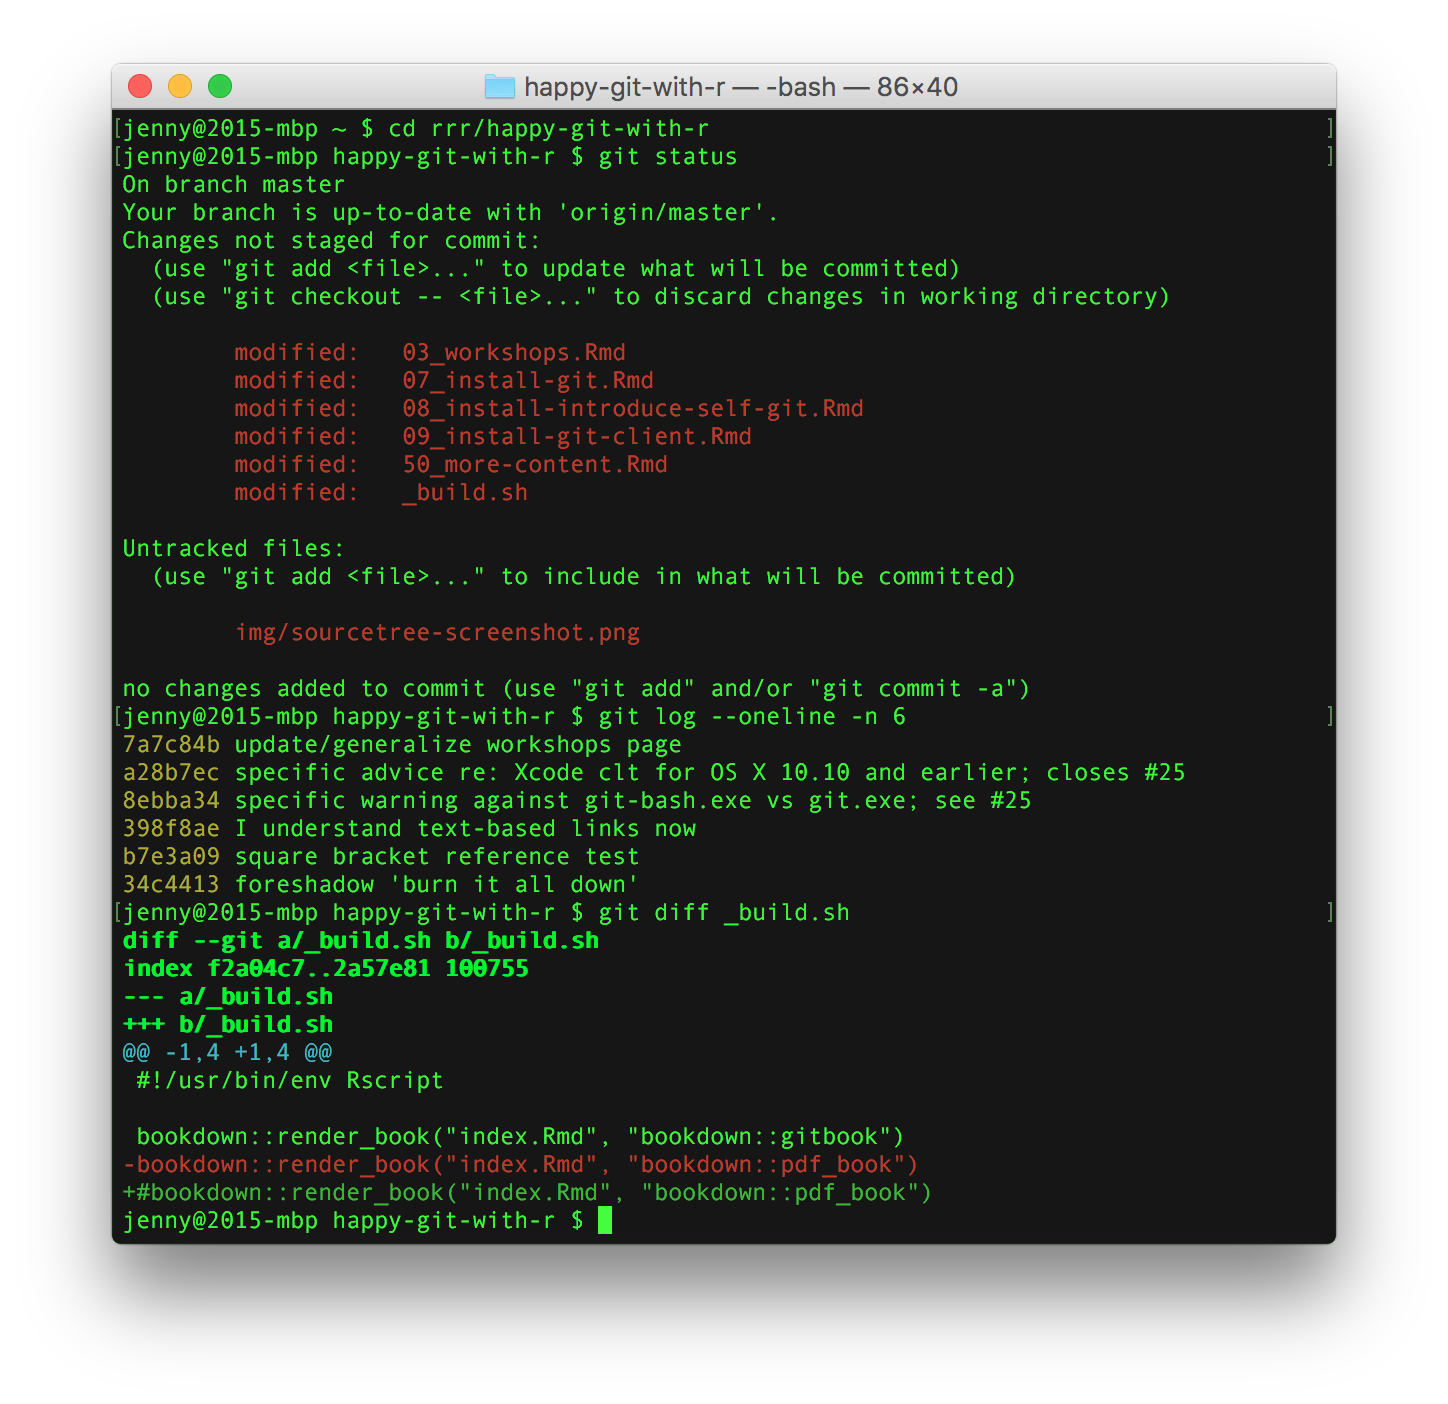 happy-git-with-r — -bash — 86×40
[jenny@2015-mbp ~ $ cd rrr/happy-git-with-r ]
[jenny@2015-mbp happy-git-with-r $ git status ]
On branch master
Your branch is up-to-date with 'origin/master'.
Changes not staged for commit:
  (use "git add <file>..." to update what will be committed)
  (use "git checkout -- <file>..." to discard changes in working directory)
        modified:   03_workshops.Rmd
        modified:   07_install-git.Rmd
        modified:   08_install-introduce-self-git.Rmd
        modified:   09_install-git-client.Rmd
        modified:   50_more-content.Rmd
        modified:   _build.sh
Untracked files:
  (use "git add <file>..." to include in what will be committed)
        img/sourcetree-screenshot.png
no changes added to commit (use "git add" and/or "git commit -a")
[jenny@2015-mbp happy-git-with-r $ git log --oneline -n 6 ]
7a7c84b update/generalize workshops page
a28b7ec specific advice re: Xcode clt for OS X 10.10 and earlier; closes #25
8ebba34 specific warning against git-bash.exe vs git.exe; see #25
398f8ae I understand text-based links now
b7e3a09 square bracket reference test
34c4413 foreshadow 'burn it all down'
[jenny@2015-mbp happy-git-with-r $ git diff _build.sh ]
diff --git a/_build.sh b/_build.sh
index f2a04c7..2a57e81 100755
--- a/_build.sh
+++ b/_build.sh
@@ -1,4 +1,4 @@
 #!/usr/bin/env Rscript
 bookdown::render_book("index.Rmd", "bookdown::gitbook")
-bookdown::render_book("index.Rmd", "bookdown::pdf_book")
+#bookdown::render_book("index.Rmd", "bookdown::pdf_book")
jenny@2015-mbp happy-git-with-r $